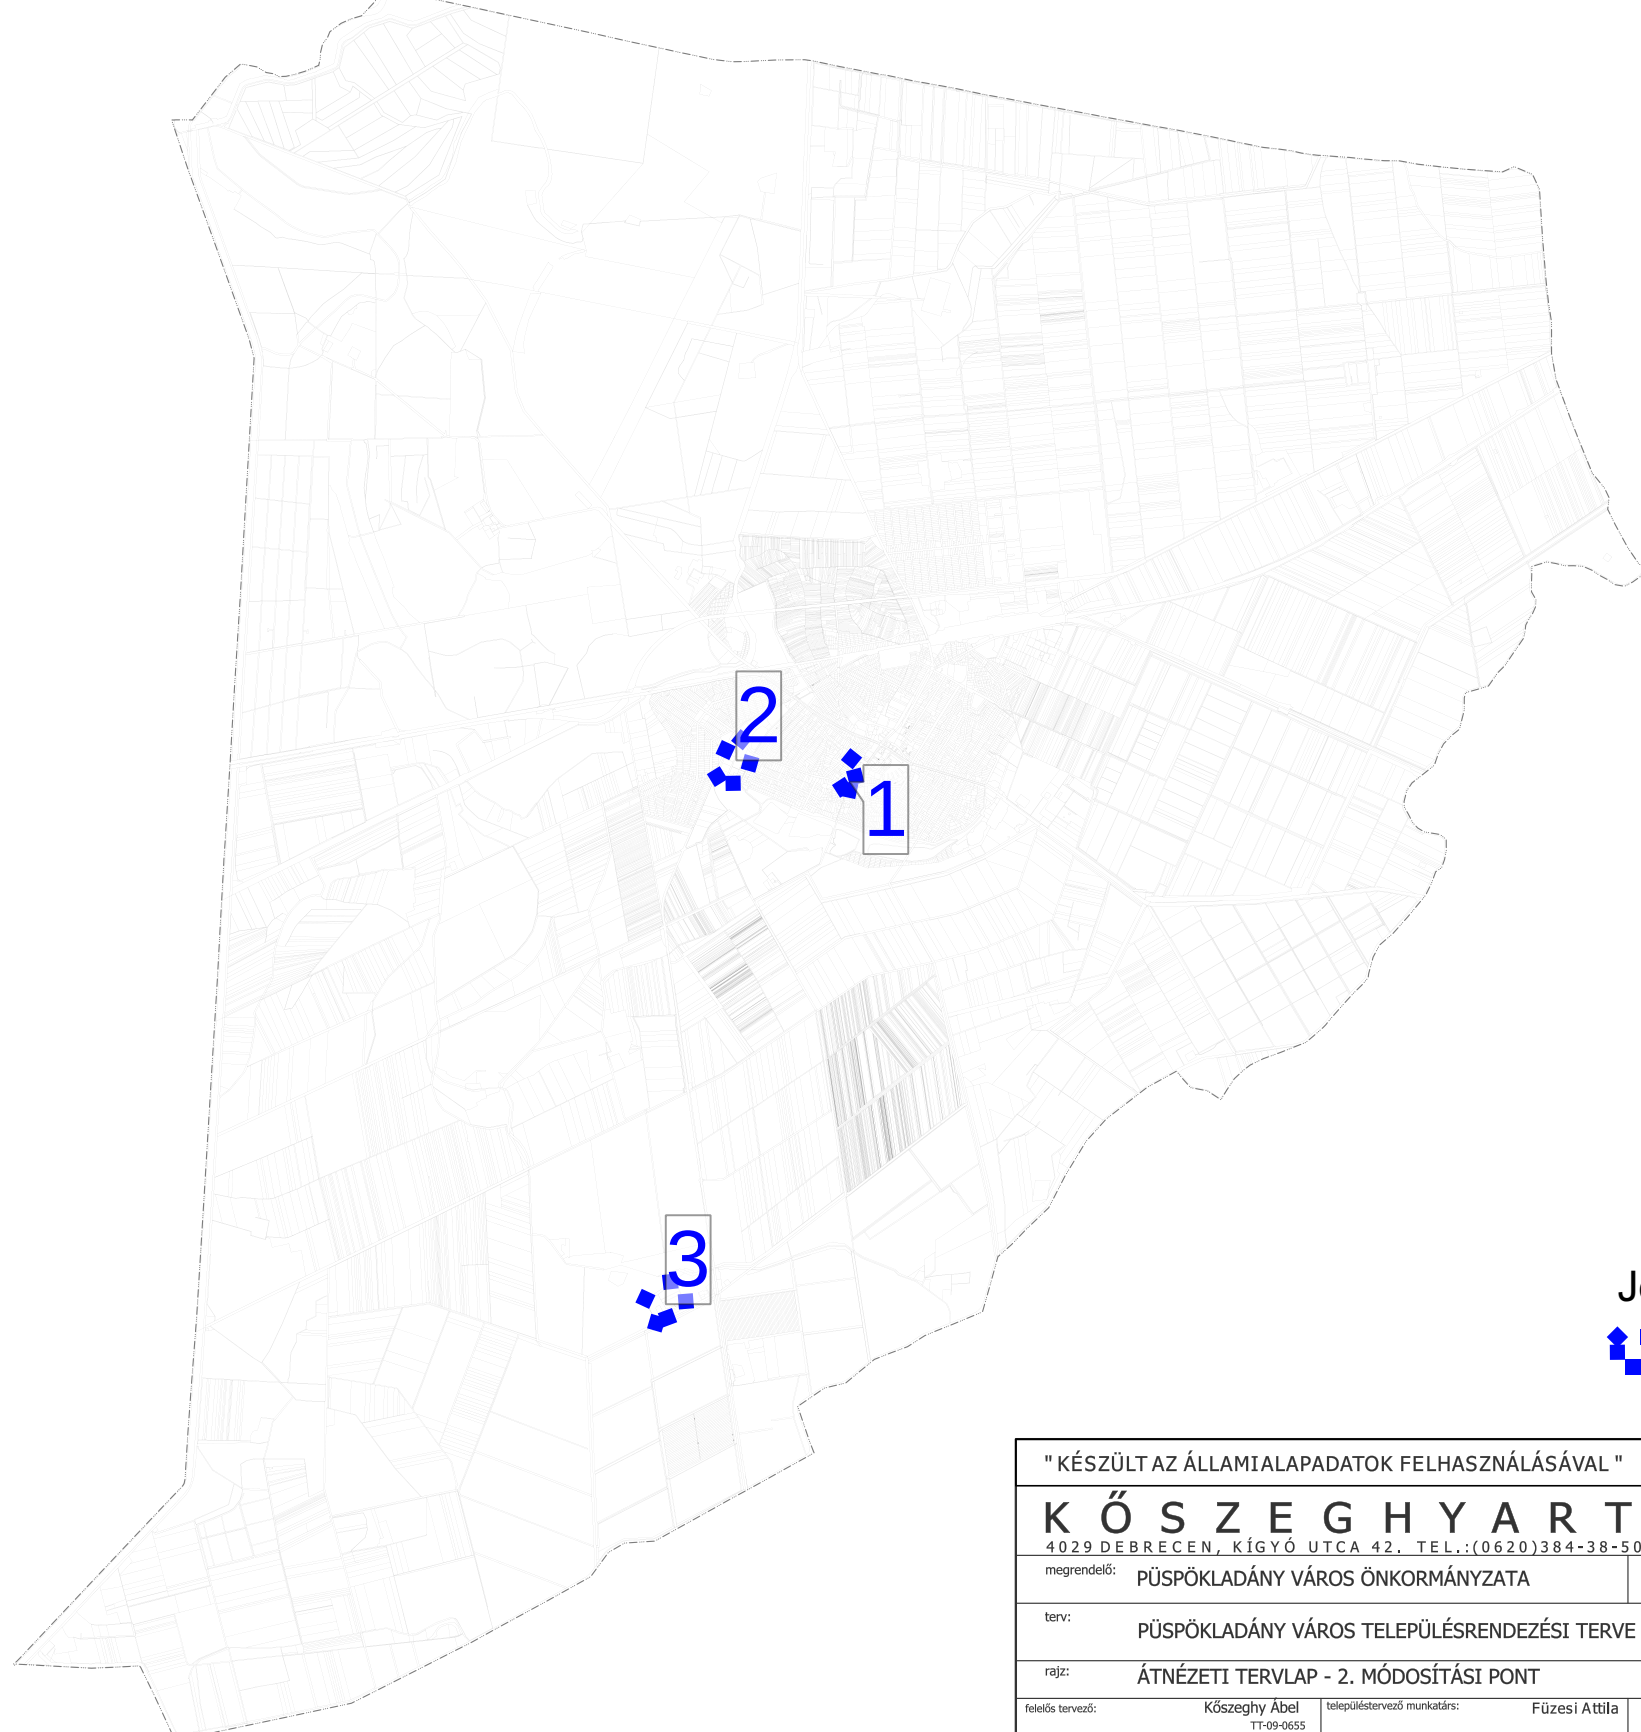 2
1
3
" KÉSZÜLT AZ ÁLLAMI ALAPADATOK FELHASZNÁLÁSÁVAL "
KŐSZEGHY ART
4029 DEBRECEN, KÍGYÓ UTCA 42. TEL.:(0620)384-38-50
megrendelő: PÜSPÖKLADÁNY VÁROS ÖNKORMÁNYZATA
terv: PÜSPÖKLADÁNY VÁROS TELEPÜLÉSRENDEZÉSI TERVE
rajz: ÁTNÉZETI TERVLAP - 2. MÓDOSÍTÁSI PONT
felelős tervező: Kőszeghy Ábel településtervező munkatárs: Füzesi Attila
TT-09-0655